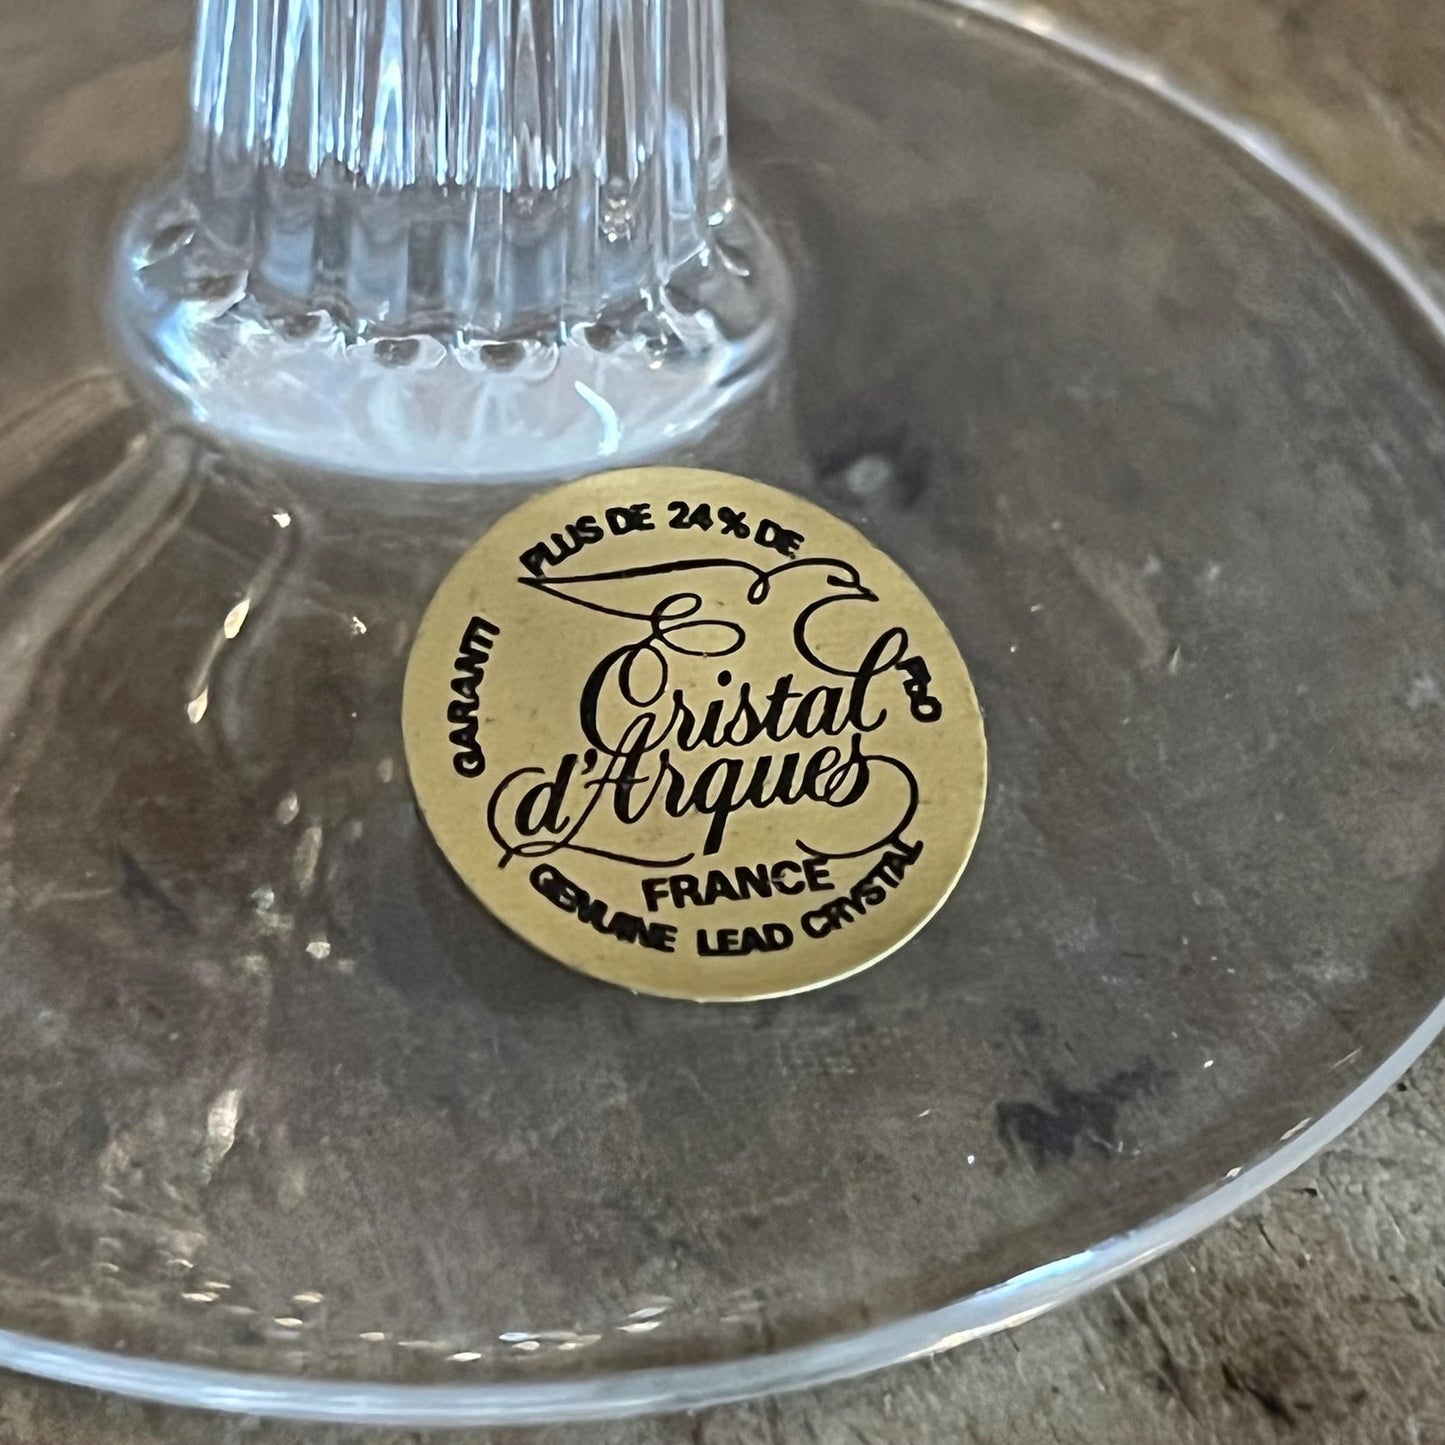 GARANTI
PLUS DE 24% DE
PbO
Cristal
d'Arques
FRANCE
GENUINE LEAD CRYSTAL